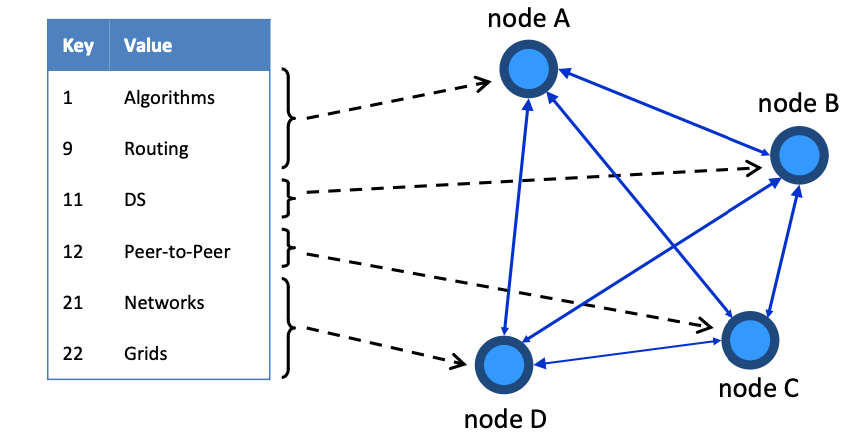 node A
Key Value
node B
1 Algorithms
9 Routing
11 DS
12 Peer-to-Peer
21 Networks
22 Grids
node C
node D